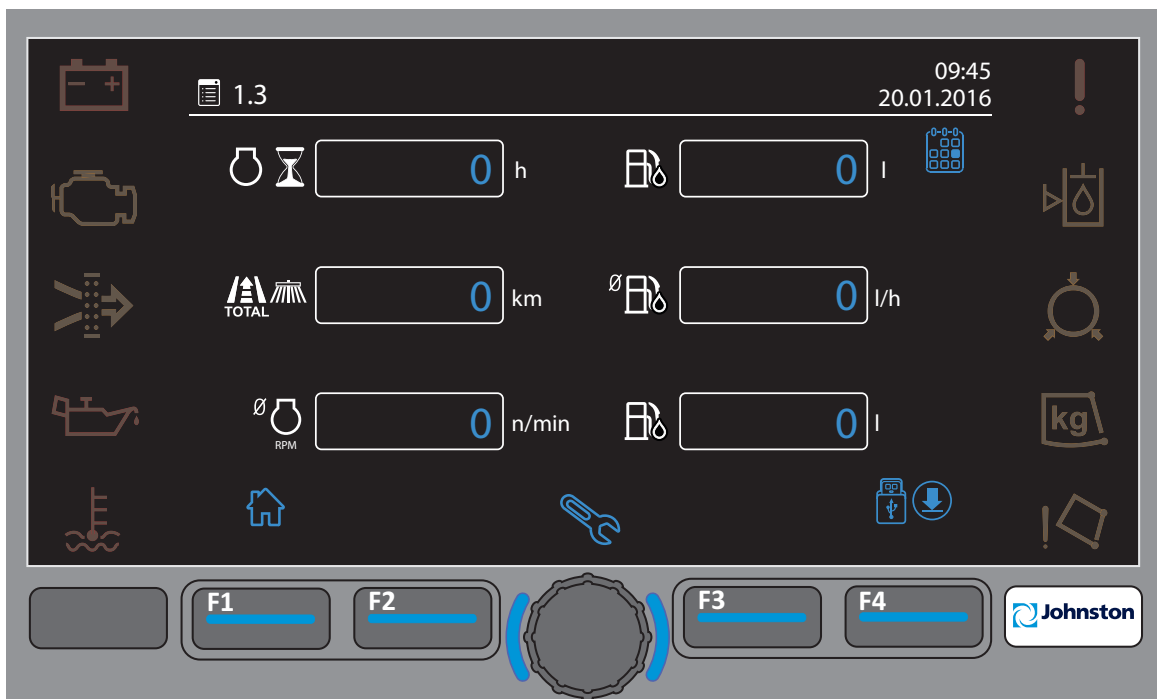 09:45
1.3
20.01.2016
0 h
0 l
TOTAL
0 km
Ø
0 l/h
Ø
RPM
0 n/min
0 l
kg
F1
F2
F3
F4
Johnston